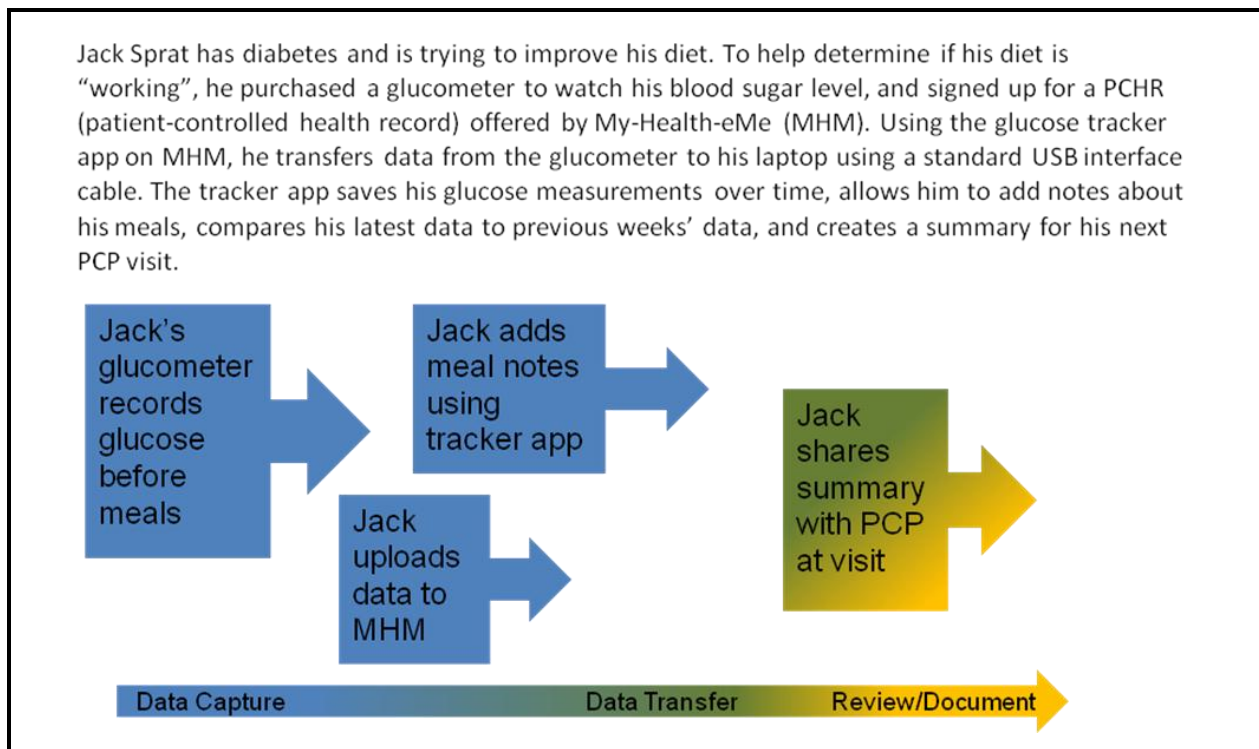 Jack Sprat has diabetes and is trying to improve his diet. To help determine if his diet is
“working”, he purchased a glucometer to watch his blood sugar level, and signed up for a PCHR
(patient-controlled health record) offered by My-Health-eMe (MHM). Using the glucose tracker
app on MHM, he transfers data from the glucometer to his laptop using a standard USB interface
cable. The tracker app saves his glucose measurements over time, allows him to add notes about
his meals, compares his latest data to previous weeks’ data, and creates a summary for his next
PCP visit.
Jack’s
glucometer
records
glucose
before
meals
Jack adds
meal notes
using
tracker app
Jack
uploads
data to
MHM
Jack
shares
summary
with PCP
at visit
Data Capture
Data Transfer
Review/Document